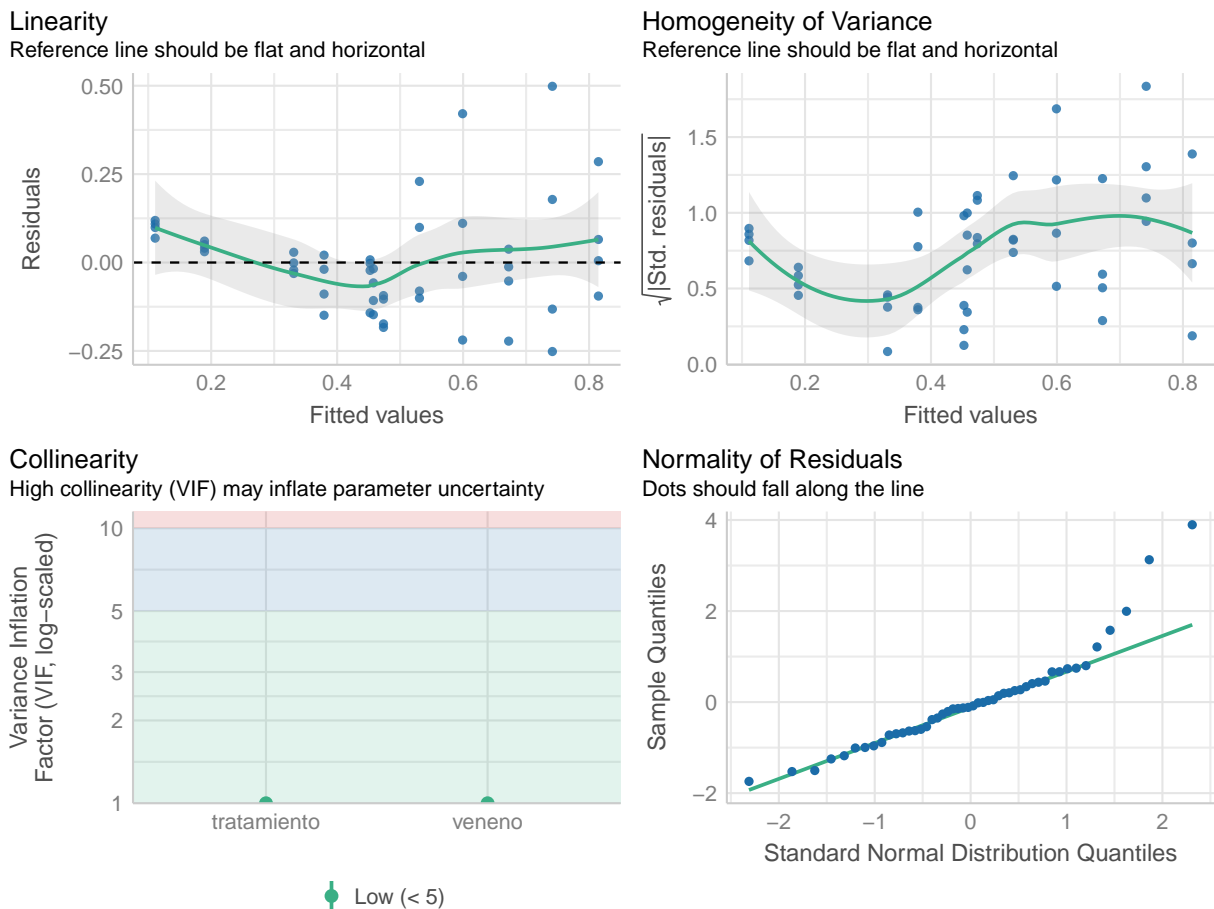 Linearity
Reference line should be flat and horizontal
0.50
0.25
0.00
−0.25
Residuals
0.2
0.4
0.6
0.8
Fitted values
Homogeneity of Variance
Reference line should be flat and horizontal
1.5
1.0
0.5
0.0
√|Std. residuals|
0.2
0.4
0.6
0.8
Fitted values
Collinearity
High collinearity (VIF) may inflate parameter uncertainty
10
5
3
2
1
Variance Inflation
Factor (VIF, log−scaled)
tratamiento
veneno
Low (< 5)
Normality of Residuals
Dots should fall along the line
4
2
0
−2
Sample Quantiles
−2
−1
0
1
2
Standard Normal Distribution Quantiles